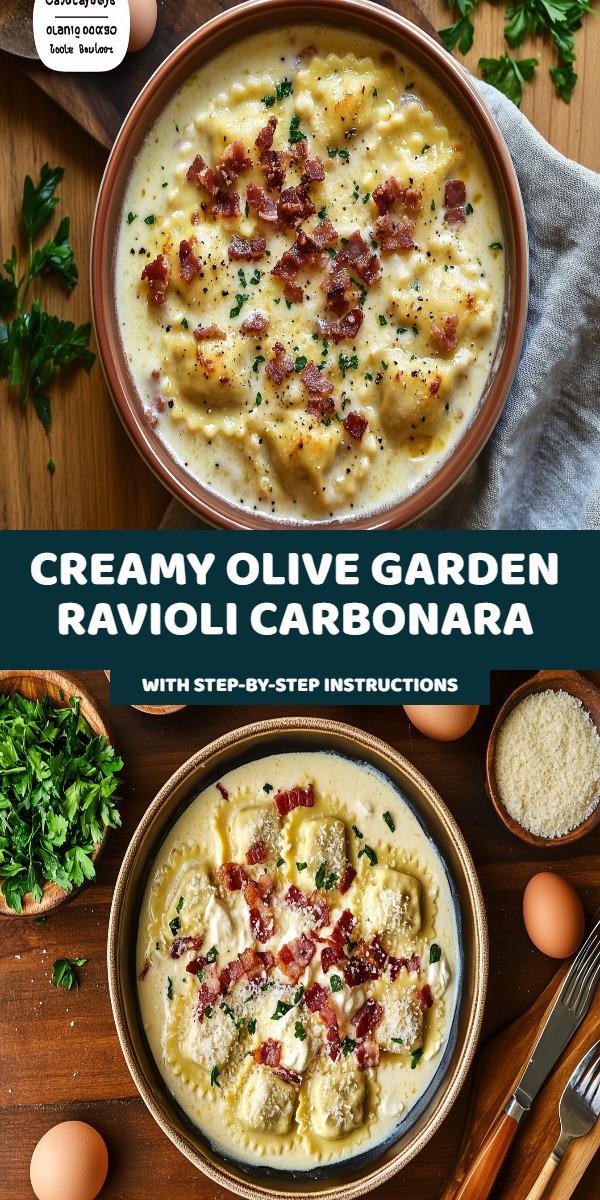 CREAMY OLIVE GARDEN
RAVIOLI CARBONARA
WITH STEP-BY-STEP INSTRUCTIONS